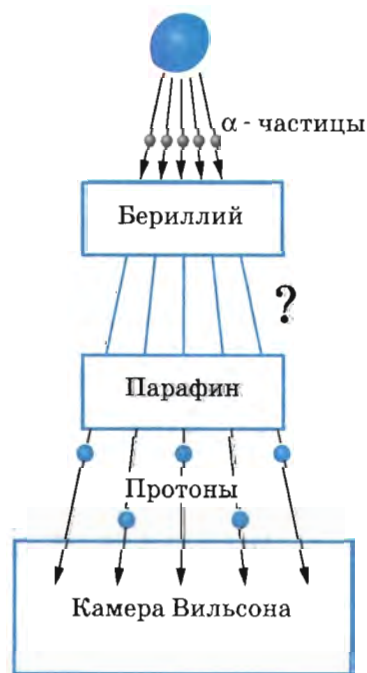 α - частицы
Бериллий
?
Парафин
Протоны
Камера Вильсона